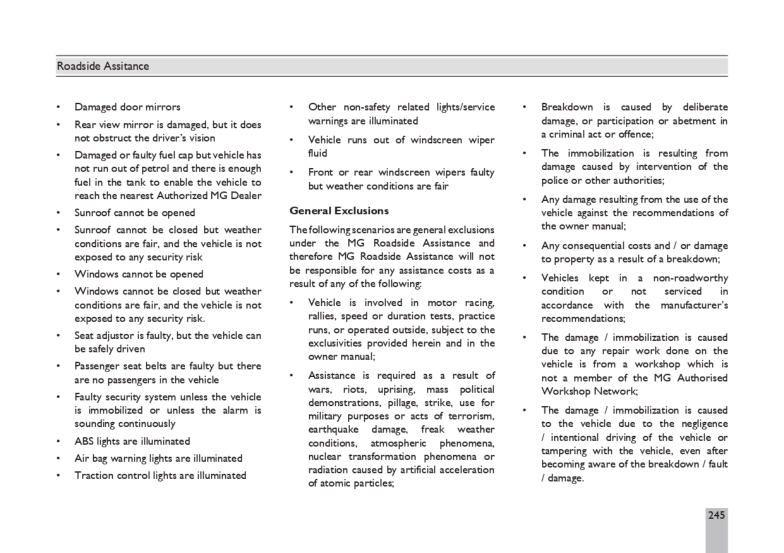 Roadside Assitance
• Damaged door mirrors
• Rear view mirror is damaged, but it does
not obstruct the driver's vision
• Damaged or faulty fuel cap but vehicle has
not run out of petrol and there is enough
fuel in the tank to enable the vehicle to
reach the nearest Authorized MG Dealer
• Sunroof cannot be opened
• Sunroof cannot be closed but weather
conditions are fair, and the vehicle is not
exposed to any security risk
• Windows cannot be opened
• Windows cannot be closed but weather
conditions are fair, and the vehicle is not
exposed to any security risk.
• Seat adjustor is faulty, but the vehicle can
be safely driven
• Passenger seat belts are faulty but there
are no passengers in the vehicle
• Faulty security system unless the vehicle
is immobilized or unless the alarm is
sounding continuously
• ABS lights are illuminated
• Air bag warning lights are illuminated
• Traction control lights are illuminated
• Other non-safety related lights/service
warnings are illuminated
• Vehicle runs out of windscreen wiper
fluid
• Front or rear windscreen wipers faulty
but weather conditions are fair
General Exclusions
The following scenarios are general exclusions
under the MG Roadside Assistance and
therefore MG Roadside Assistance will not
be responsible for any assistance costs as a
result of any of the following:
• Vehicle is involved in motor racing,
rallies, speed or duration tests, practice
runs, or operated outside, subject to the
exclusivities provided herein and in the
owner manual;
• Assistance is required as a result of
wars, riots, uprising, mass political
demonstrations, pillage, strike, use for
military purposes or acts of terrorism,
earthquake damage, freak weather
conditions, atmospheric phenomena,
nuclear transformation phenomena or
radiation caused by artificial acceleration
of atomic particles;
• Breakdown is caused by deliberate
damage, or participation or abetment in
a criminal act or offence;
• The immobilization is resulting from
damage caused by intervention of the
police or other authorities;
• Any damage resulting from the use of the
vehicle against the recommendations of
the owner manual;
• Any consequential costs and / or damage
to property as a result of a breakdown;
• Vehicles kept in a non-roadworthy
condition or not serviced in
accordance with the manufacturer's
recommendations;
• The damage / immobilization is caused
due to any repair work done on the
vehicle is from a workshop which is
not a member of the MG Authorised
Workshop Network;
• The damage / immobilization is caused
to the vehicle due to the negligence
/ intentional driving of the vehicle or
tampering with the vehicle, even after
becoming aware of the breakdown / fault
/ damage.
245